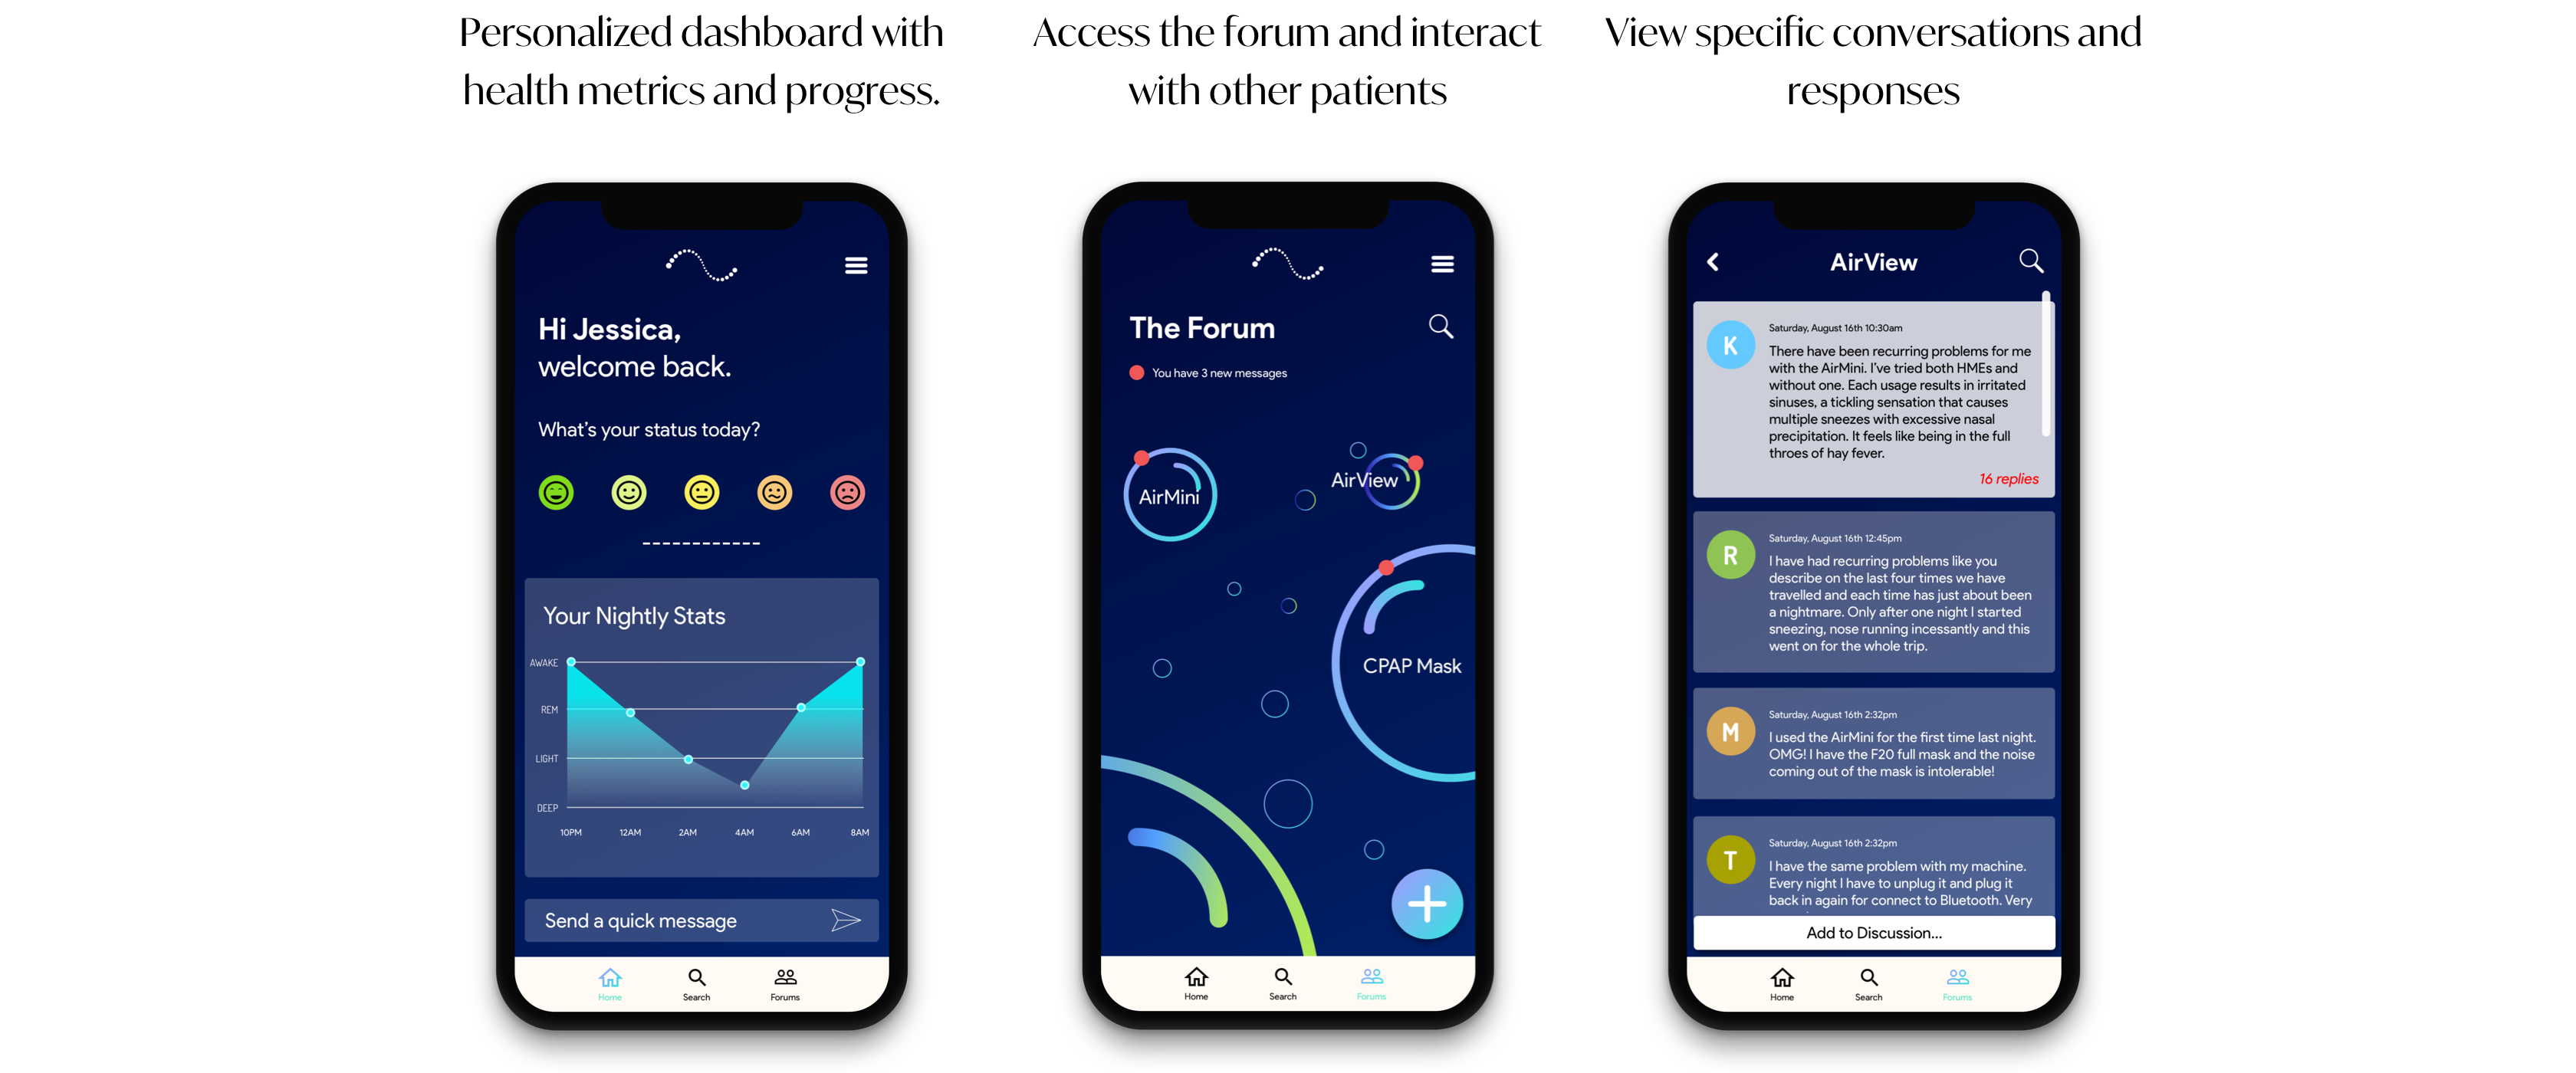 Personalized dashboard with
health metrics and progress.
Hi Jessica,
welcome back.
What's your status today?
Your Nightly Stats
AWAKE
REM
LIGHT
DEEP
10PM 12AM 2AM 4AM 6AM 8AM
Send a quick message
Home Search Forums
Access the forum and interact
with other patients
The Forum
You have 3 new messages
AirMini
AirView
CPAP Mask
Home Search Forums
View specific conversations and
responses
AirView
K
Saturday, August 16th 10:30am
There have been recurring problems for me
with the AirMini. I've tried both HMEs and
without one. Each usage results in irritated
sinuses, a tickling sensation that causes
multiple sneezes with excessive nasal
precipitation. It feels like being in the full
throes of hay fever.
16 replies
R
Saturday, August 16th 12:45pm
I have had recurring problems like you
describe on the last four times we have
travelled and each time has just about been
a nightmare. Only after one night I started
sneezing, nose running incessantly and this
went on for the whole trip.
M
Saturday, August 16th 2:32pm
I used the AirMini for the first time last night.
OMG! I have the F20 full mask and the noise
coming out of the mask is intolerable!
T
Saturday, August 16th 2:32pm
I have the same problem with my machine.
Every night I have to unplug it and plug it
back in again for connect to Bluetooth. Very
Add to Discussion...
Home Search Forums